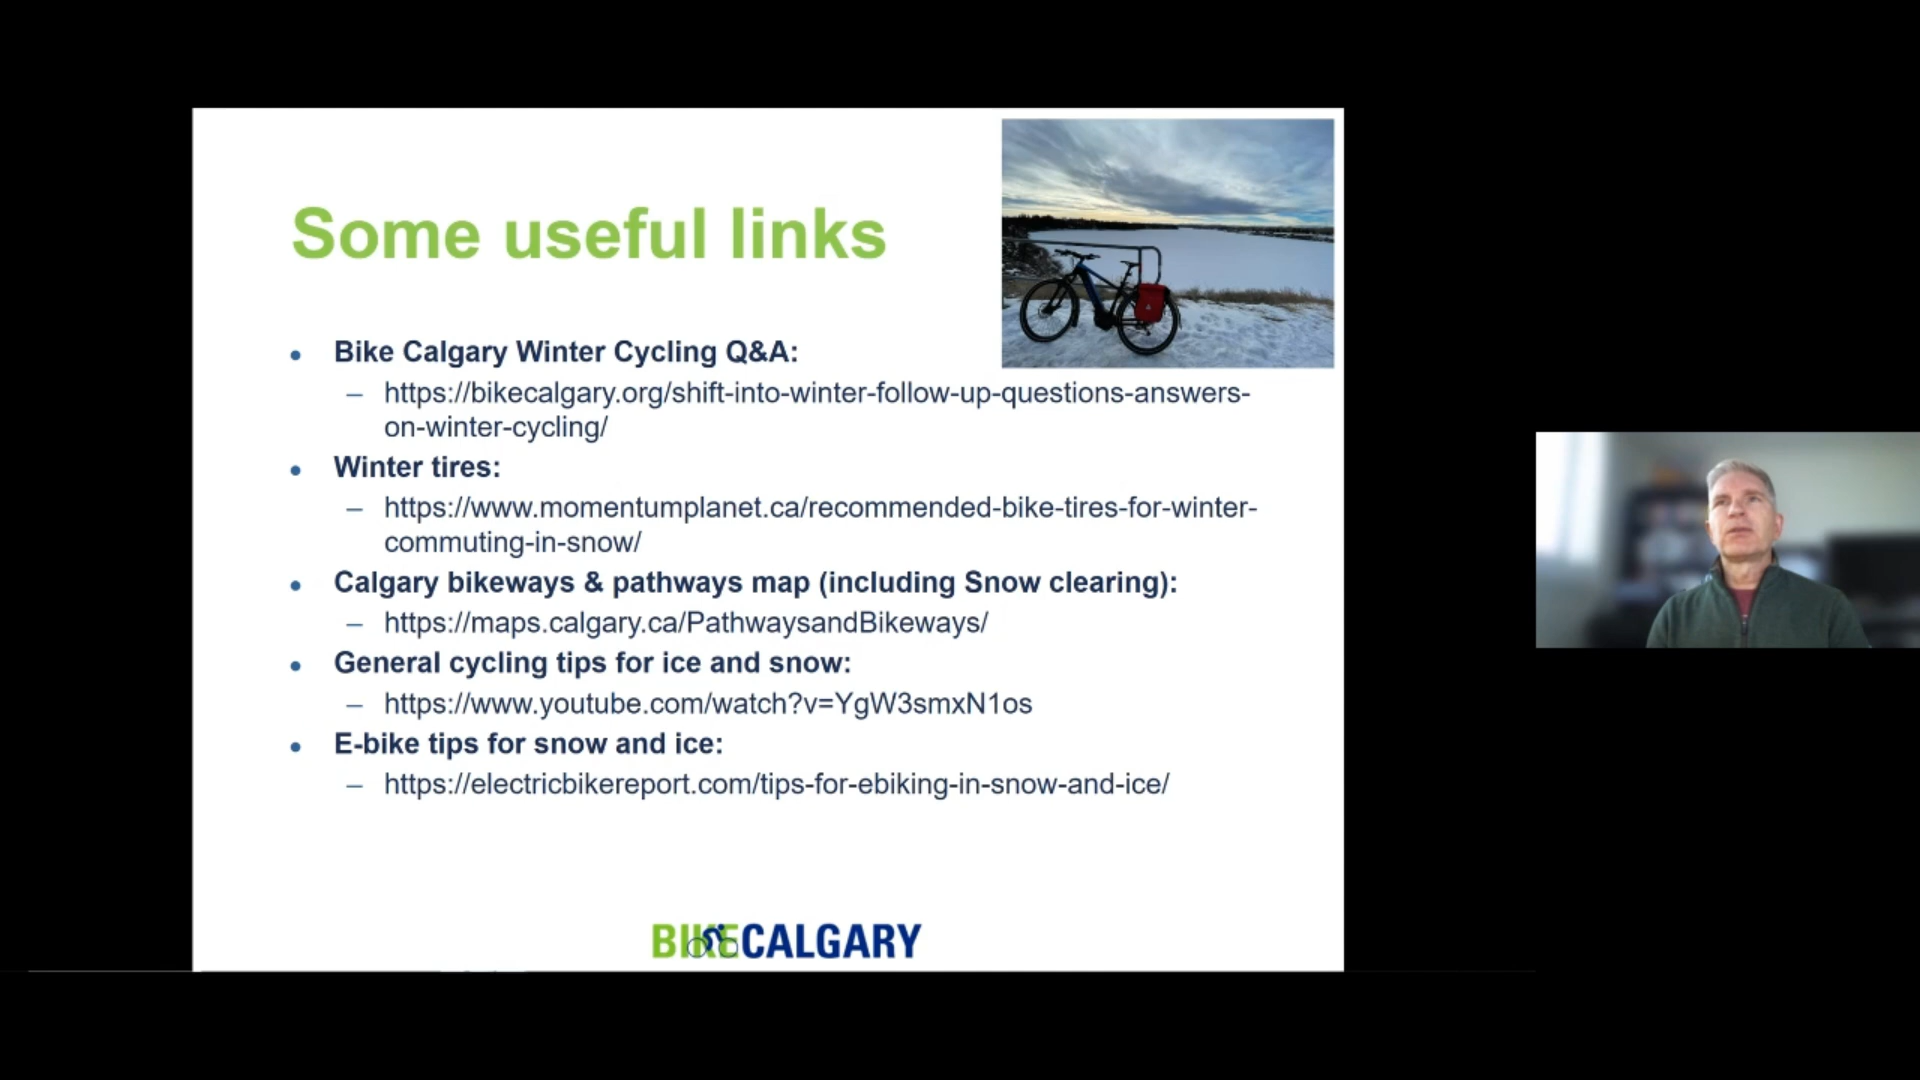 Some useful links
Bike Calgary Winter Cycling Q&A:
– https://bikecalgary.org/shift-into-winter-follow-up-questions-answers-
on-winter-cycling/
Winter tires:
– https://www.momentumplanet.ca/recommended-bike-tires-for-winter-
commuting-in-snow/
Calgary bikeways & pathways map (including Snow clearing):
– https://maps.calgary.ca/PathwaysandBikeways/
General cycling tips for ice and snow:
– https://www.youtube.com/watch?v=YgW3smxN1os
E-bike tips for snow and ice:
– https://electricbikereport.com/tips-for-ebiking-in-snow-and-ice/
BIKECALGARY